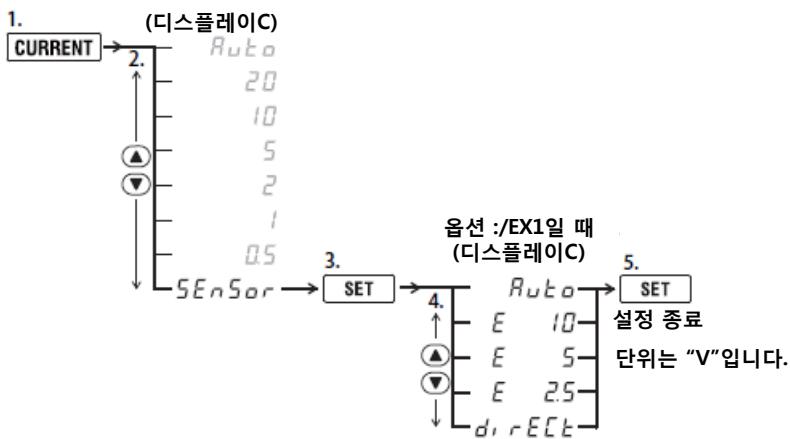 1.
(디스플레이C)
CURRENT
2.
Auto
20
10
5
2
1
0.5
SEnSor
3.
SET
옵션 :/EX1일 때
(디스플레이C)
4.
Auto
E 10
E 5
E 2.5
dirECt
5.
SET
설정 종료
단위는 “V”입니다.